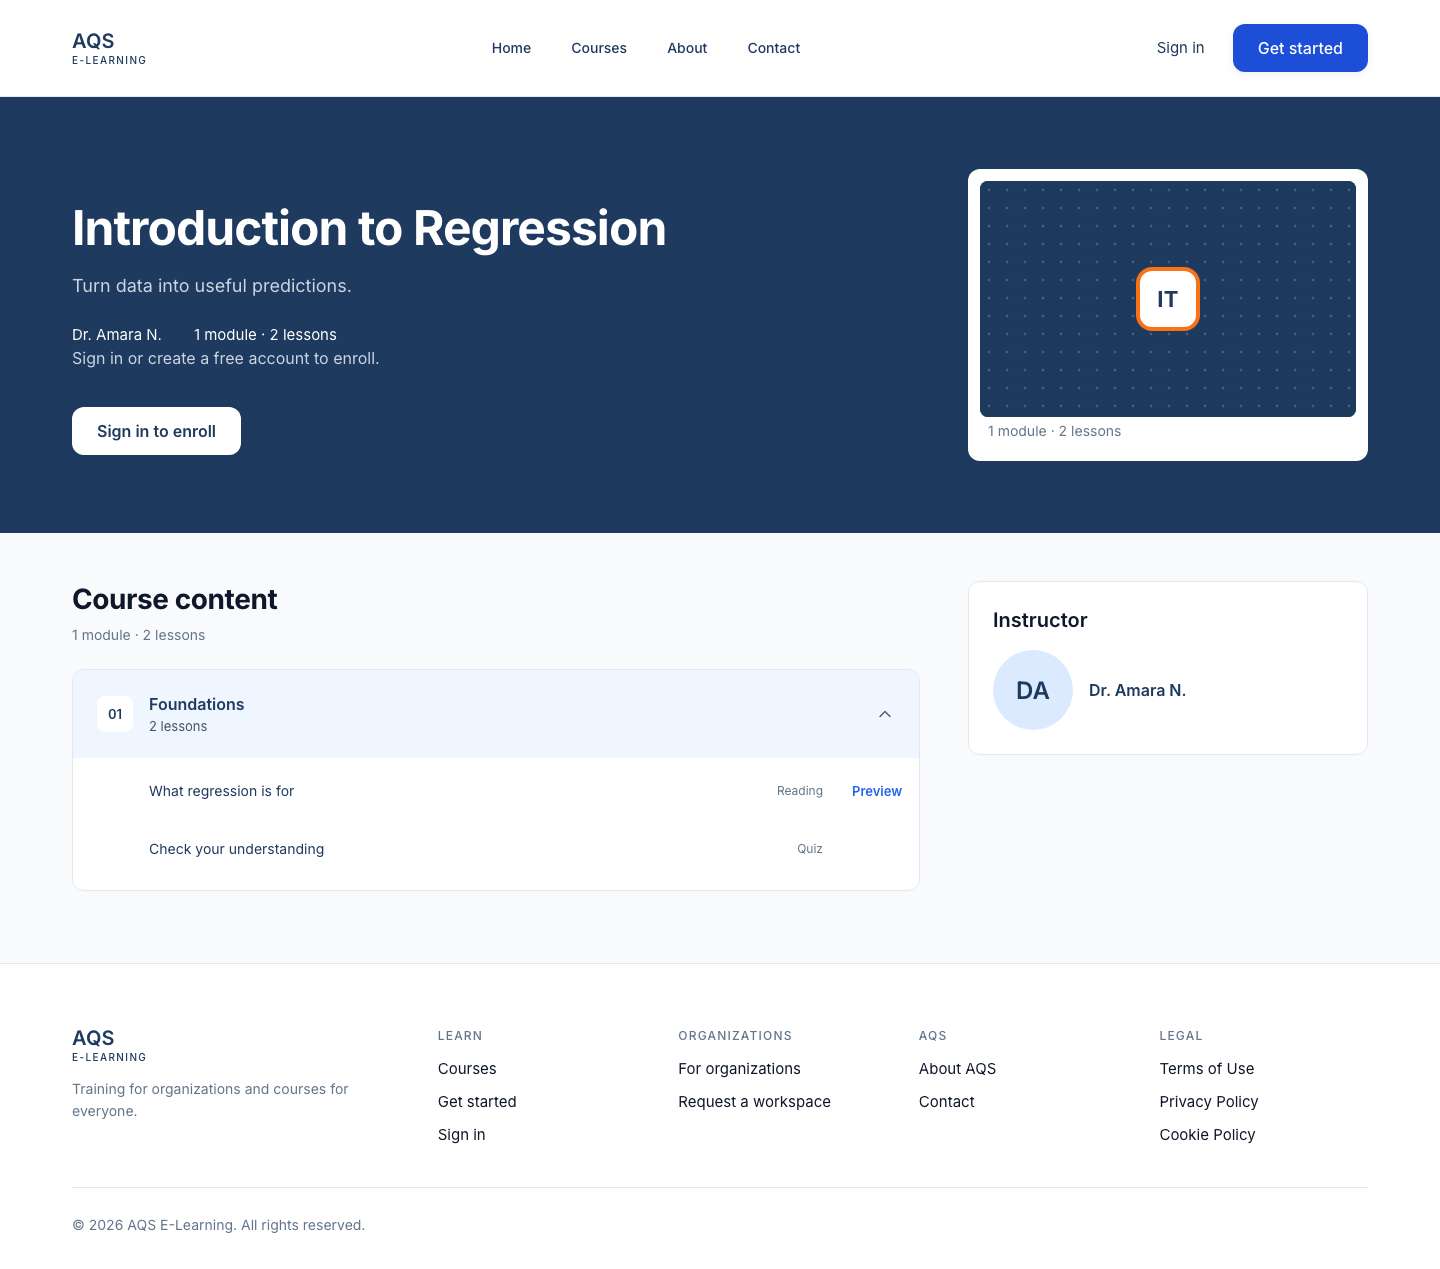 AQS
E-LEARNING
Home
Courses
About
Contact
Sign in
Get started
Introduction to Regression
Turn data into useful predictions.
Dr. Amara N.
1 module · 2 lessons
Sign in or create a free account to enroll.
Sign in to enroll
IT
1 module · 2 lessons
Course content
1 module · 2 lessons
01
Foundations
2 lessons
What regression is for
Reading
Preview
Check your understanding
Quiz
Instructor
DA
Dr. Amara N.
AQS
E-LEARNING
Training for organizations and courses for
everyone.
LEARN
Courses
Get started
Sign in
ORGANIZATIONS
For organizations
Request a workspace
AQS
About AQS
Contact
LEGAL
Terms of Use
Privacy Policy
Cookie Policy
© 2026 AQS E-Learning. All rights reserved.